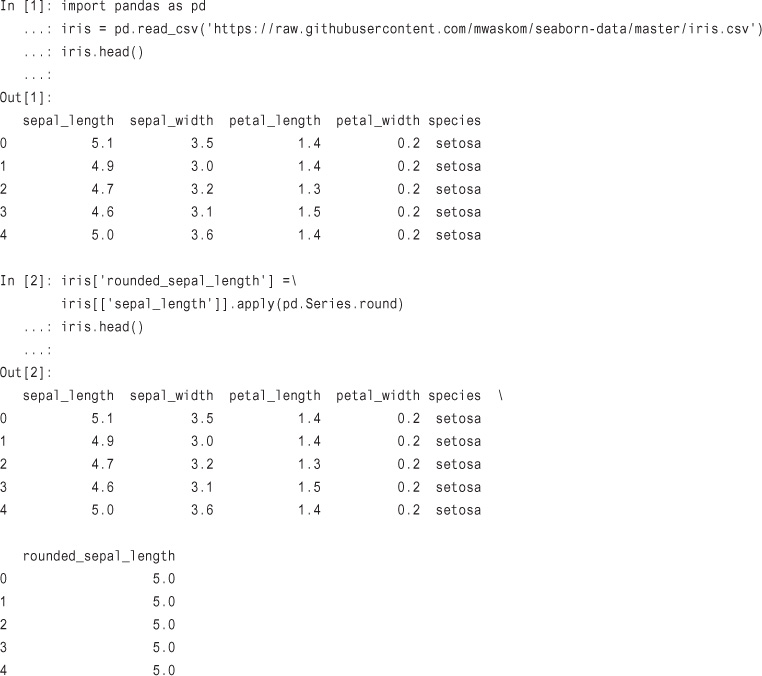 In [1]: import pandas as pd
   ...: iris = pd.read_csv('https://raw.githubusercontent.com/mwaskom/seaborn-data/master/iris.csv')
   ...: iris.head()
   ...:
Out[1]:
   sepal_length  sepal_width  petal_length  petal_width species
0           5.1          3.5           1.4          0.2  setosa
1           4.9          3.0           1.4          0.2  setosa
2           4.7          3.2           1.3          0.2  setosa
3           4.6          3.1           1.5          0.2  setosa
4           5.0          3.6           1.4          0.2  setosa
In [2]: iris['rounded_sepal_length'] =\
        iris[['sepal_length']].apply(pd.Series.round)
   ...: iris.head()
   ...:
Out[2]:
   sepal_length  sepal_width  petal_length  petal_width species  \
0           5.1          3.5           1.4          0.2  setosa
1           4.9          3.0           1.4          0.2  setosa
2           4.7          3.2           1.3          0.2  setosa
3           4.6          3.1           1.5          0.2  setosa
4           5.0          3.6           1.4          0.2  setosa
   rounded_sepal_length
0                   5.0
1                   5.0
2                   5.0
3                   5.0
4                   5.0